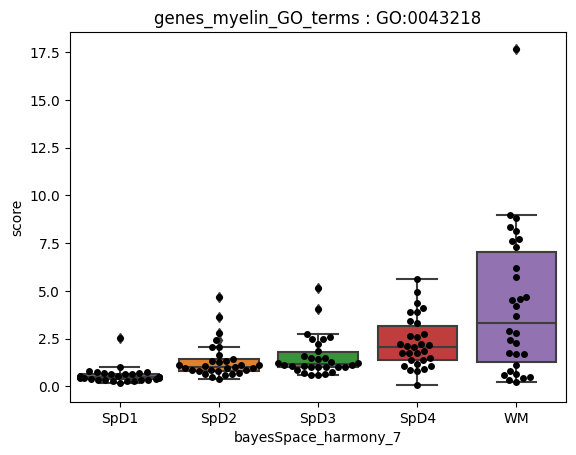 genes_myelin_GO_terms : GO:0043218
17.5
15.0
12.5
10.0
7.5
5.0
2.5
0.0
score
SpD1 SpD2 SpD3 SpD4 WM
bayesSpace_harmony_7